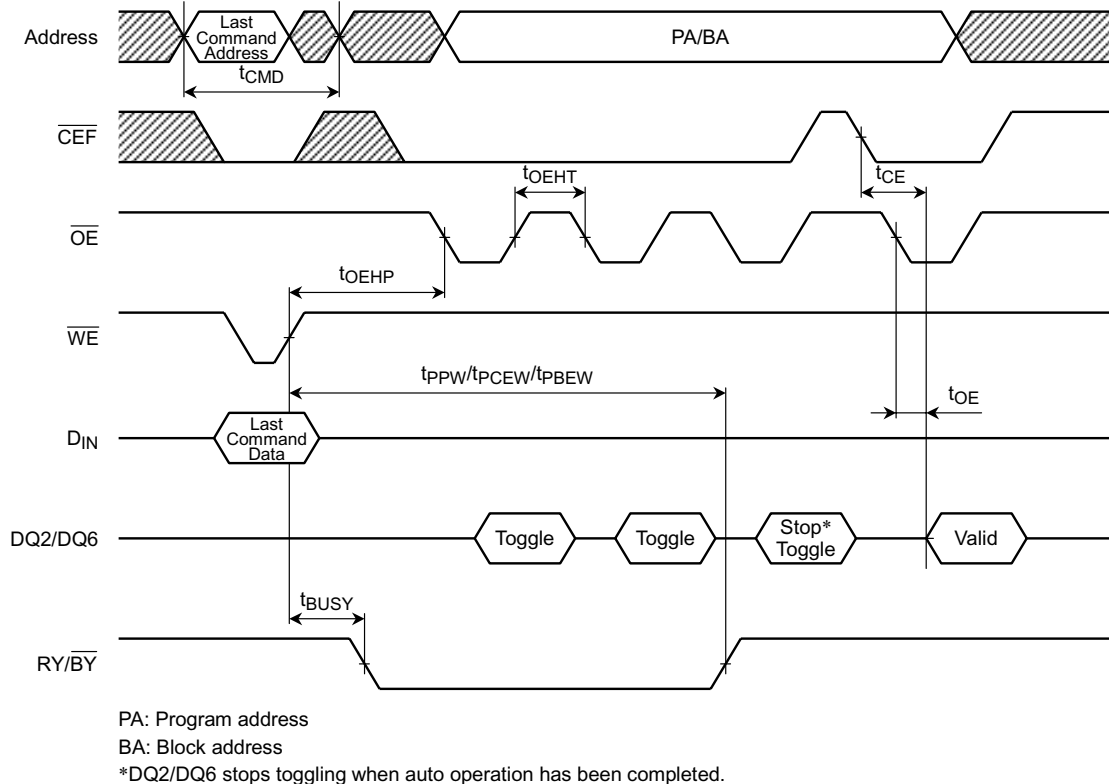 Address
Last
Command
Address
PA/BA
tCMD
CEF
tCE
tOEHT
OE
tOEHP
WE
tPPW/tPCEW/tPBEW
tOE
DIN
Last
Command
Data
DQ2/DQ6
Toggle
Toggle
Stop*
Toggle
Valid
tBUSY
RY/BY
PA: Program address
BA: Block address
*DQ2/DQ6 stops toggling when auto operation has been completed.